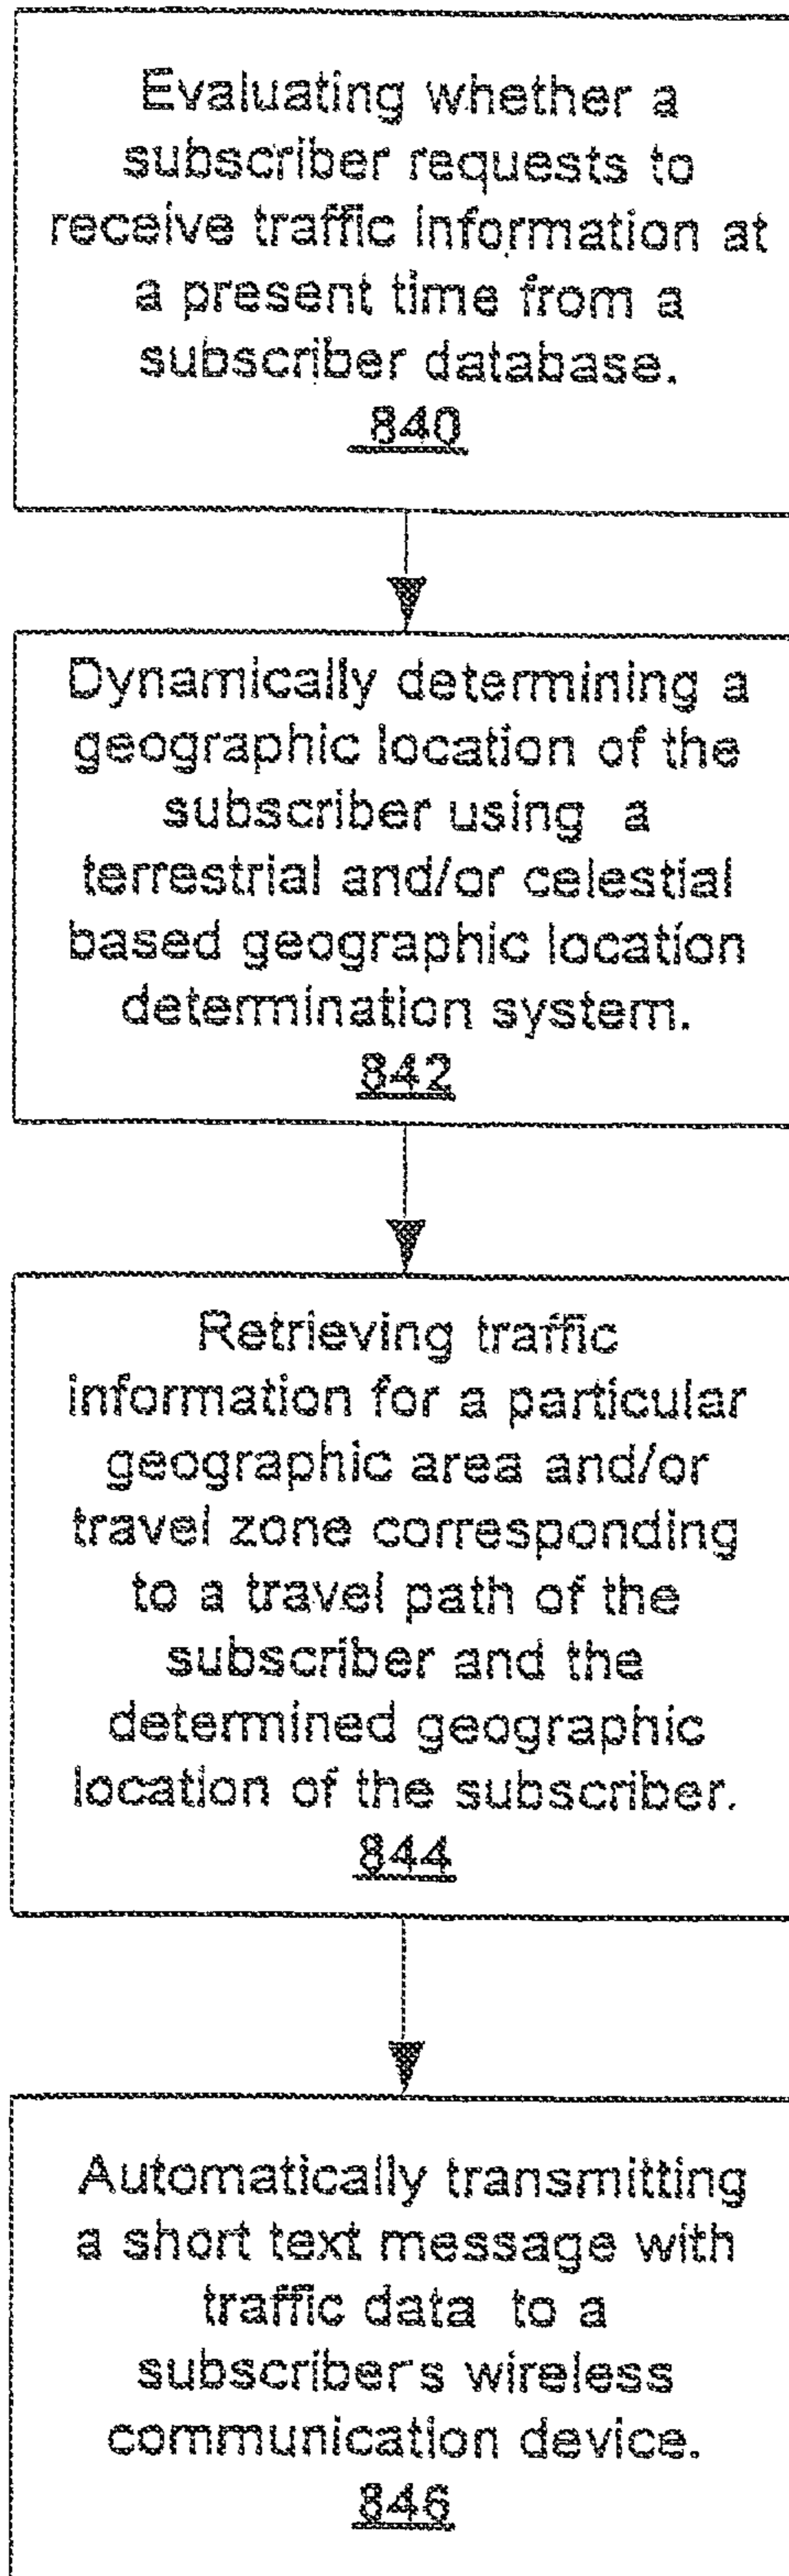 Evaluating whether a
subscriber requests to
receive traffic information at
a present time from a
subscriber database.
840
Dynamically determining a
geographic location of the
subscriber using a
terrestrial and/or celestial
based geographic location
determination system.
842
Retrieving traffic
information for a particular
geographic area and/or
travel zone corresponding
to a travel path of the
subscriber and the
determined geographic
location of the subscriber.
844
Automatically transmitting
a short text message with
traffic data to a
subscriber's wireless
communication device.
846